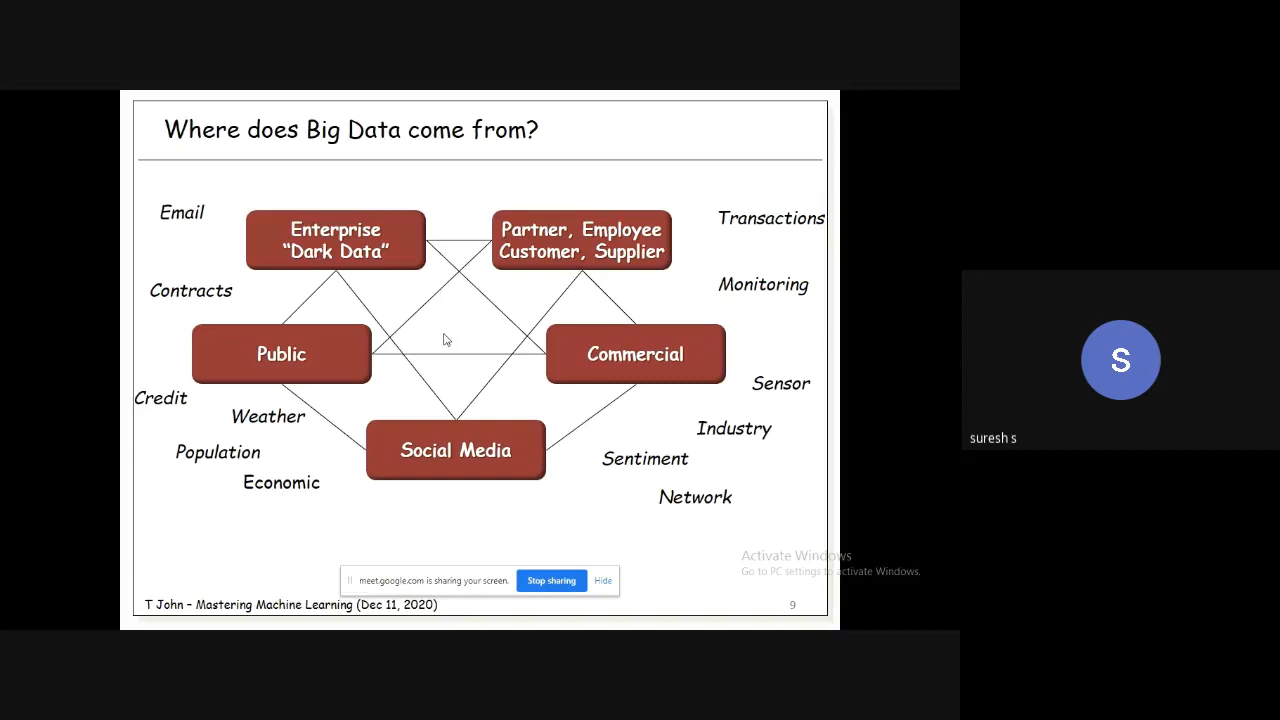 Where does Big Data come from?
Email
Enterprise
“Dark Data”
Partner, Employee
Customer, Supplier
Transactions
Contracts
Monitoring
Public
Commercial
Credit
Sensor
Weather
Industry
Population
Social Media
Sentiment
Economic
Network
Activate Windows
Go to PC settings to activate Windows.
meet.google.com is sharing your screen.
Stop sharing
Hide
T John – Mastering Machine Learning (Dec 11, 2020)
9
S
suresh s